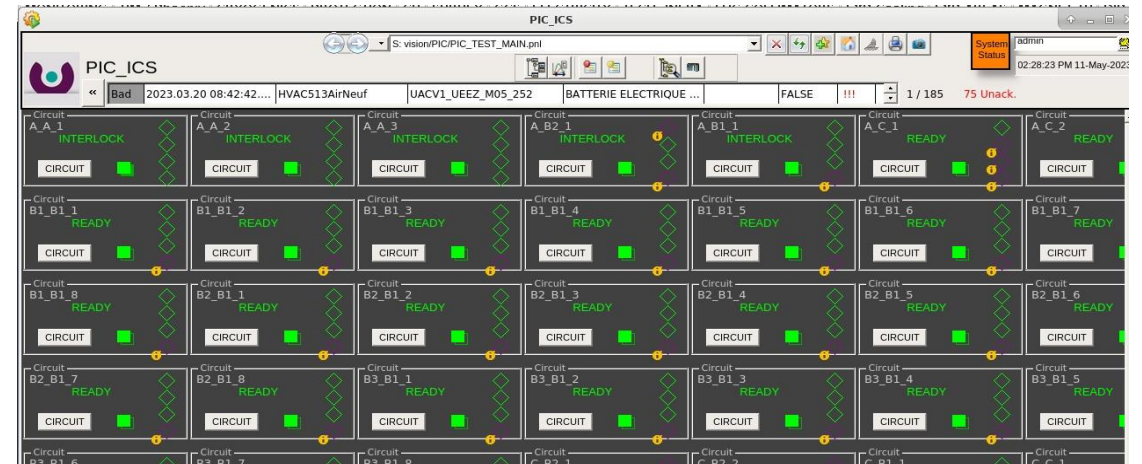 PIC_ICS
S: vision/PIC/PIC_TEST_MAIN.pnl
System Status
admin
PIC_ICS
02:28:23 PM 11-May-2023
« Bad 2023.03.20 08:42:42.... HVAC513AirNeuf UACV1_UEEZ_M05_252 BATTERIE ELECTRIQUE ... FALSE !!! 1 / 185 75 Unack.
Circuit Circuit Circuit Circuit Circuit Circuit Circuit
A_A_1 A_A_2 A_A_3 A_B2_1 A_B1_1 A_C_1 A_C_2
INTERLOCK INTERLOCK INTERLOCK INTERLOCK INTERLOCK READY READY
CIRCUIT CIRCUIT CIRCUIT CIRCUIT CIRCUIT CIRCUIT CIRCUIT
Circuit Circuit Circuit Circuit Circuit Circuit Circuit
B1_B1_1 B1_B1_2 B1_B1_3 B1_B1_4 B1_B1_5 B1_B1_6 B1_B1_7
READY READY READY READY READY READY READY
CIRCUIT CIRCUIT CIRCUIT CIRCUIT CIRCUIT CIRCUIT CIRCUIT
Circuit Circuit Circuit Circuit Circuit Circuit Circuit
B1_B1_8 B2_B1_1 B2_B1_2 B2_B1_3 B2_B1_4 B2_B1_5 B2_B1_6
READY READY READY READY READY READY READY
CIRCUIT CIRCUIT CIRCUIT CIRCUIT CIRCUIT CIRCUIT CIRCUIT
Circuit Circuit Circuit Circuit Circuit Circuit Circuit
B2_B1_7 B2_B1_8 B3_B1_1 B3_B1_2 B3_B1_3 B3_B1_4 B3_B1_5
READY READY READY READY READY READY READY
CIRCUIT CIRCUIT CIRCUIT CIRCUIT CIRCUIT CIRCUIT CIRCUIT
Circuit Circuit Circuit Circuit Circuit Circuit Circuit
B3_B1_6 B3_B1_7 B3_B1_8 C_B2_1 C_B2_2 C_B1_1 C_C_1